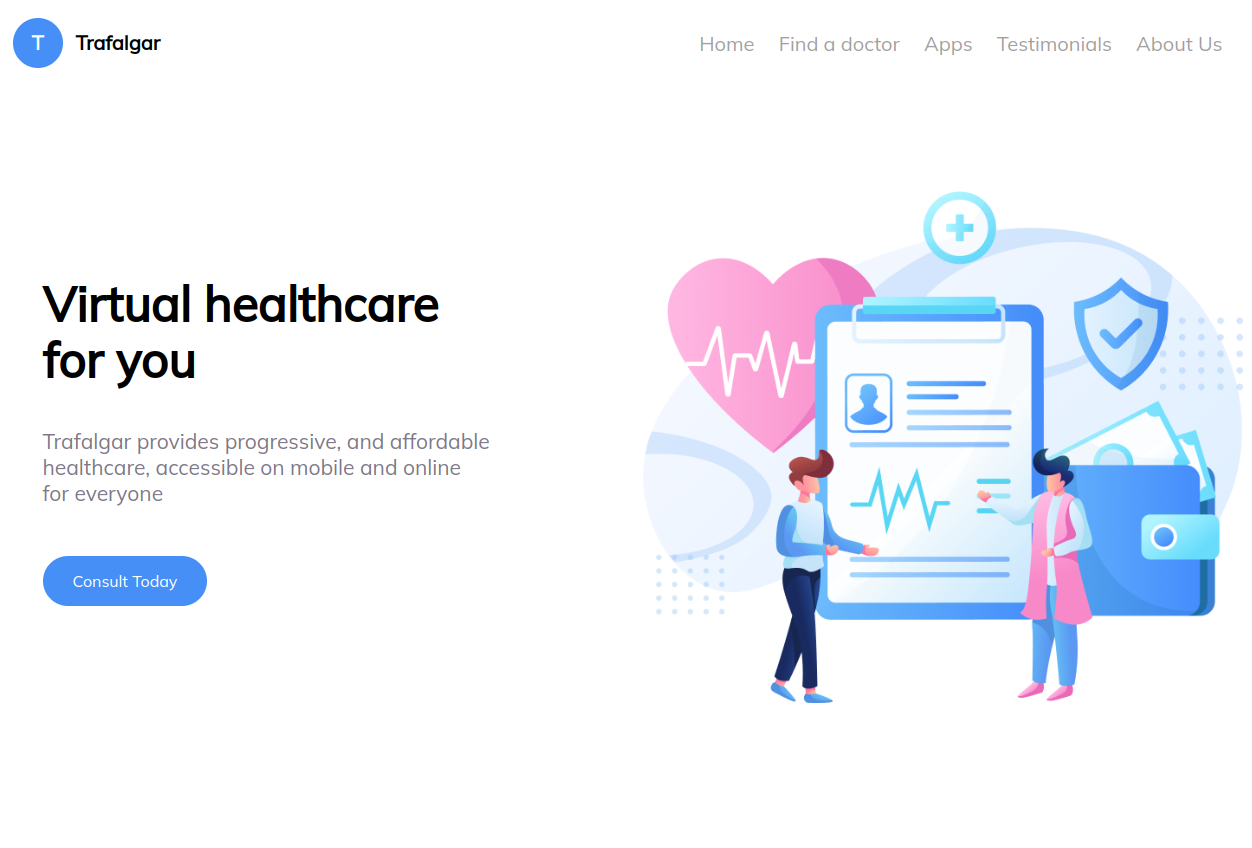 T
Trafalgar
Home Find a doctor Apps Testimonials About Us
Virtual healthcare
for you
Trafalgar provides progressive, and affordable
healthcare, accessible on mobile and online
for everyone
Consult Today